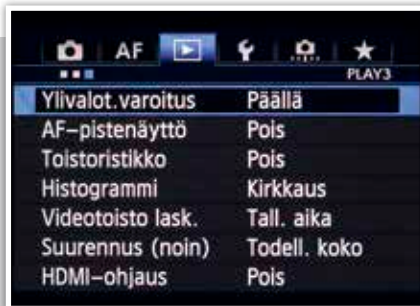 AF
PLAY3
Ylivalot.varoitus Päällä
AF-pistenäyttö Pois
Toistoristikko Pois
Histogrammi Kirkkaus
Videotoisto lask. Tall. aika
Suurennus (noin) Todell. koko
HDMI-ohjaus Pois